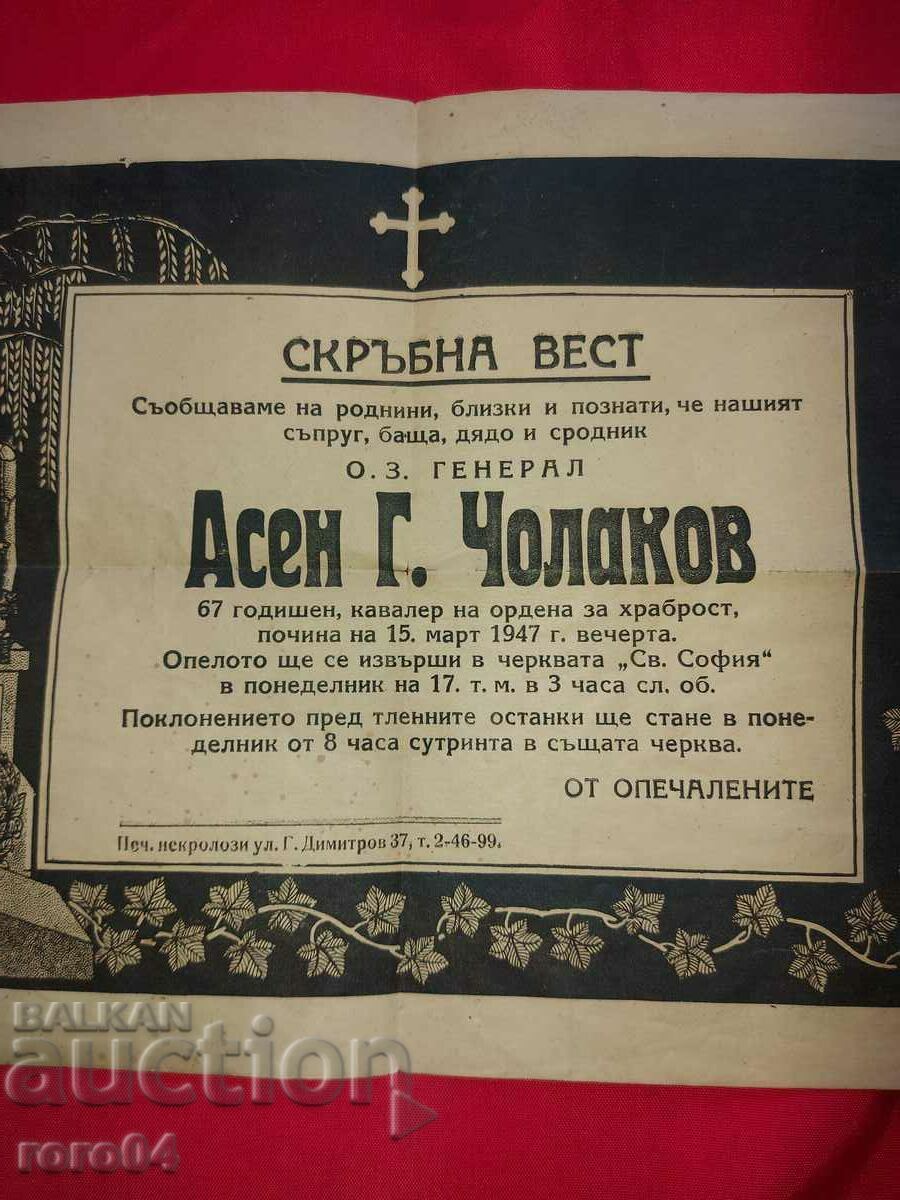 СКРЪБНА ВЕСТ
Съобщаваме на роднини, близки и познати, че нашият
съпруг, баща, дядо и сродник
О. З. ГЕНЕРАЛ
Асен Г. Чолаков
67 годишен, кавалер на ордена за храброст,
почина на 15. март 1947 г. вечерта.
Опелото ще се извърши в черквата „Св. София“
в понеделник на 17. т. м. в 3 часа сл. об.
Поклонението пред тленните останки ще стане в поне-
делник от 8 часа сутринта в същата черква.
ОТ ОПЕЧАЛЕНИТЕ
Печ. некролози ул. Г. Димитров 37, т. 2-46-99.
BALKAN
auction
roro04